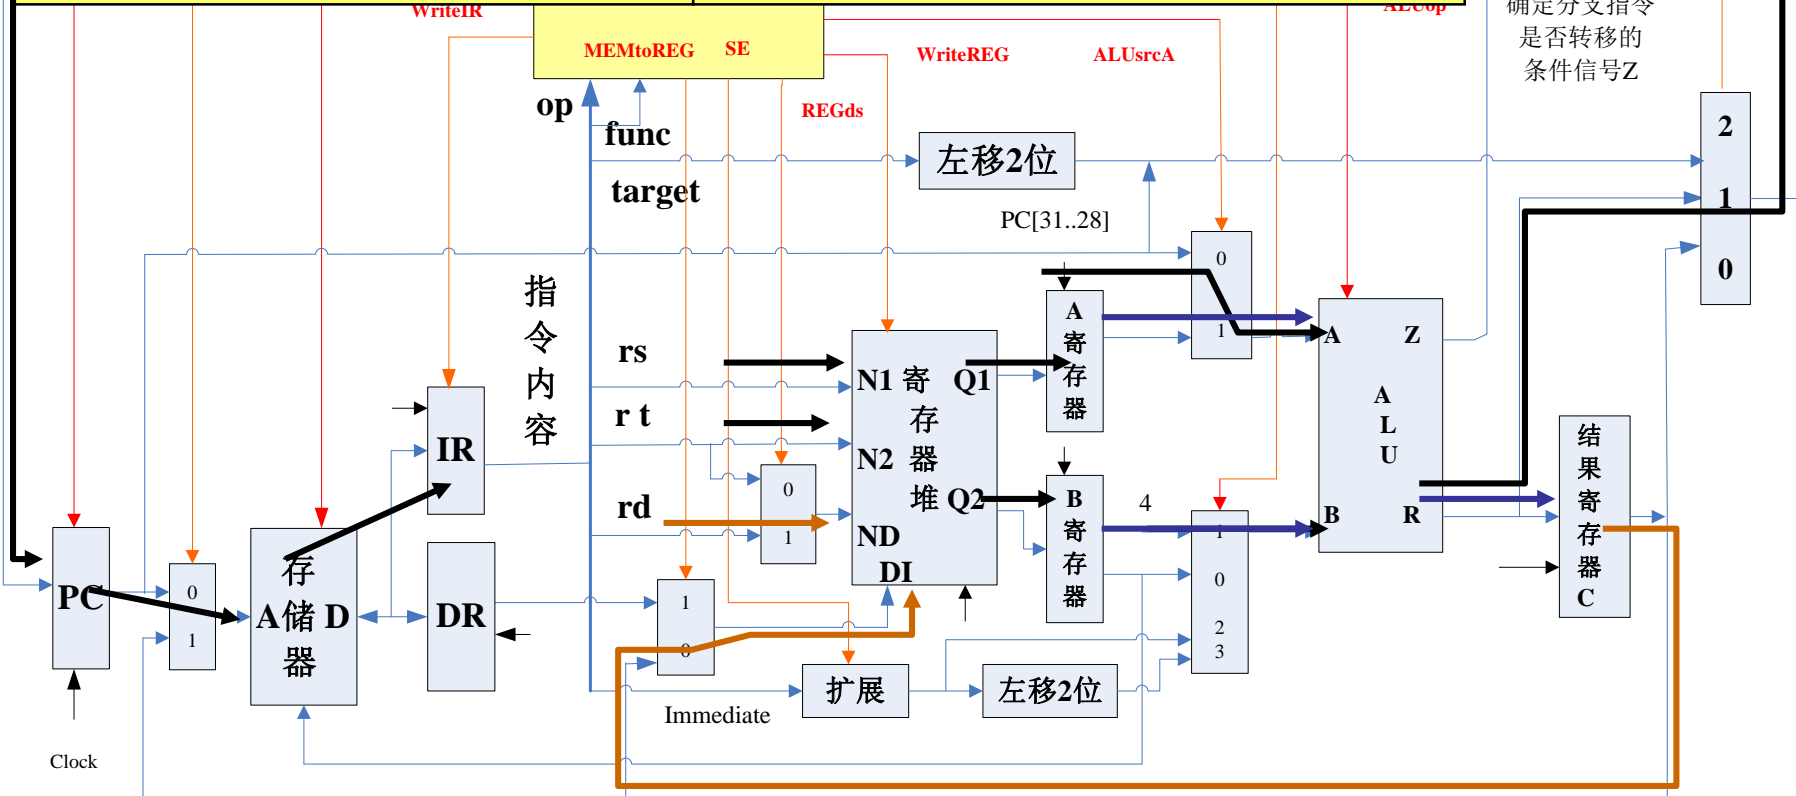 WriteIR
ALUop
确定分支指令
是否转移的
条件信号Z
MEMtoREG
SE
WriteREG
ALUsrcA
REGds
op
func
target
左移2位
PC[31..28]
2
1
0
0
1
指令内容
rs
r t
rd
IR
N1
N2
ND
DI
寄存器堆
Q1
Q2
A寄存器
B寄存器
4
A
B
Z
R
ALU
结果寄存器C
0
1
1
0
1
0
2
3
PC
0
1
A
存储器
D
DR
扩展
左移2位
Immediate
Clock